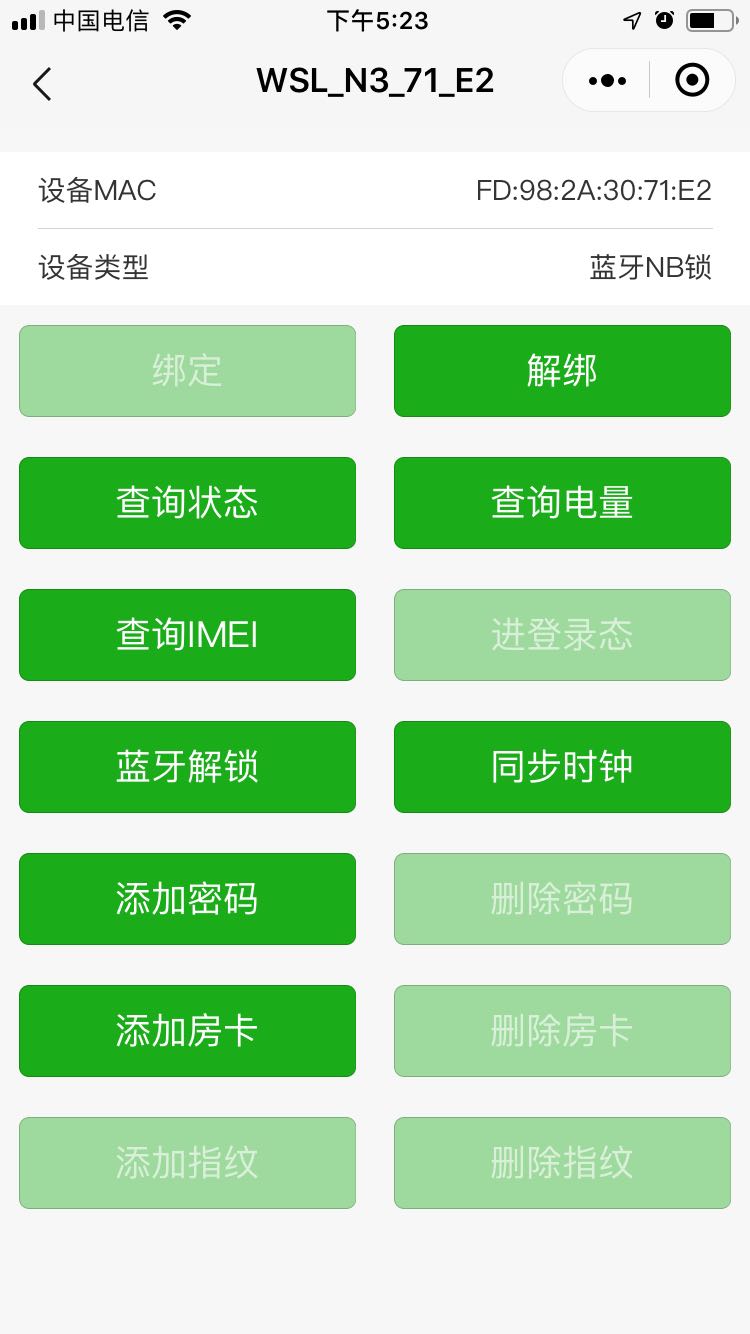 中国电信 下午5:23
WSL_N3_71_E2
设备MAC FD:98:2A:30:71:E2
设备类型 蓝牙NB锁
绑定 解绑
查询状态 查询电量
查询IMEI 进登录态
蓝牙解锁 同步时钟
添加密码 删除密码
添加房卡 删除房卡
添加指纹 删除指纹